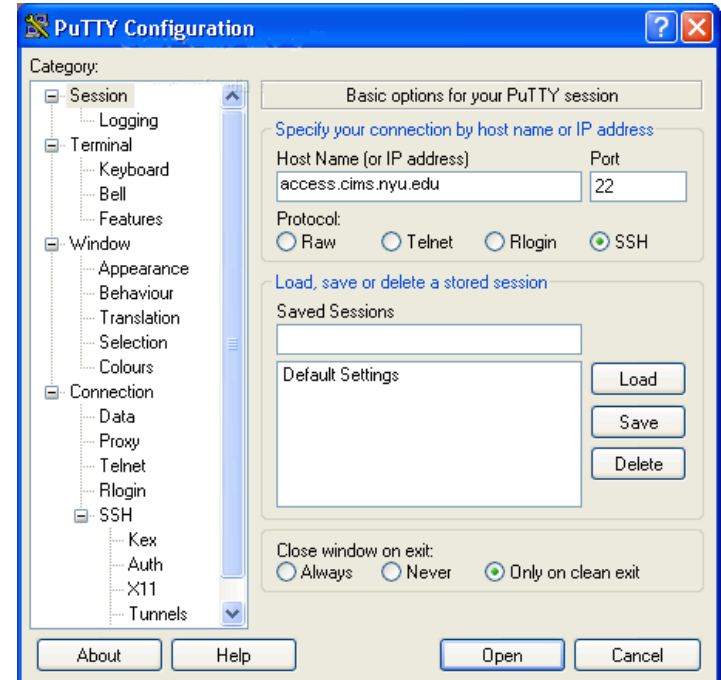 PuTTY Configuration
Category:
Session
Logging
Terminal
Keyboard
Bell
Features
Window
Appearance
Behaviour
Translation
Selection
Colours
Connection
Data
Proxy
Telnet
Rlogin
SSH
Kex
Auth
X11
Tunnels
Basic options for your PuTTY session
Specify your connection by host name or IP address
Host Name (or IP address) Port
access.cims.nyu.edu 22
Protocol:
Raw Telnet Rlogin SSH
Load, save or delete a stored session
Saved Sessions
Default Settings
Load
Save
Delete
Close window on exit:
Always Never Only on clean exit
About Help Open Cancel